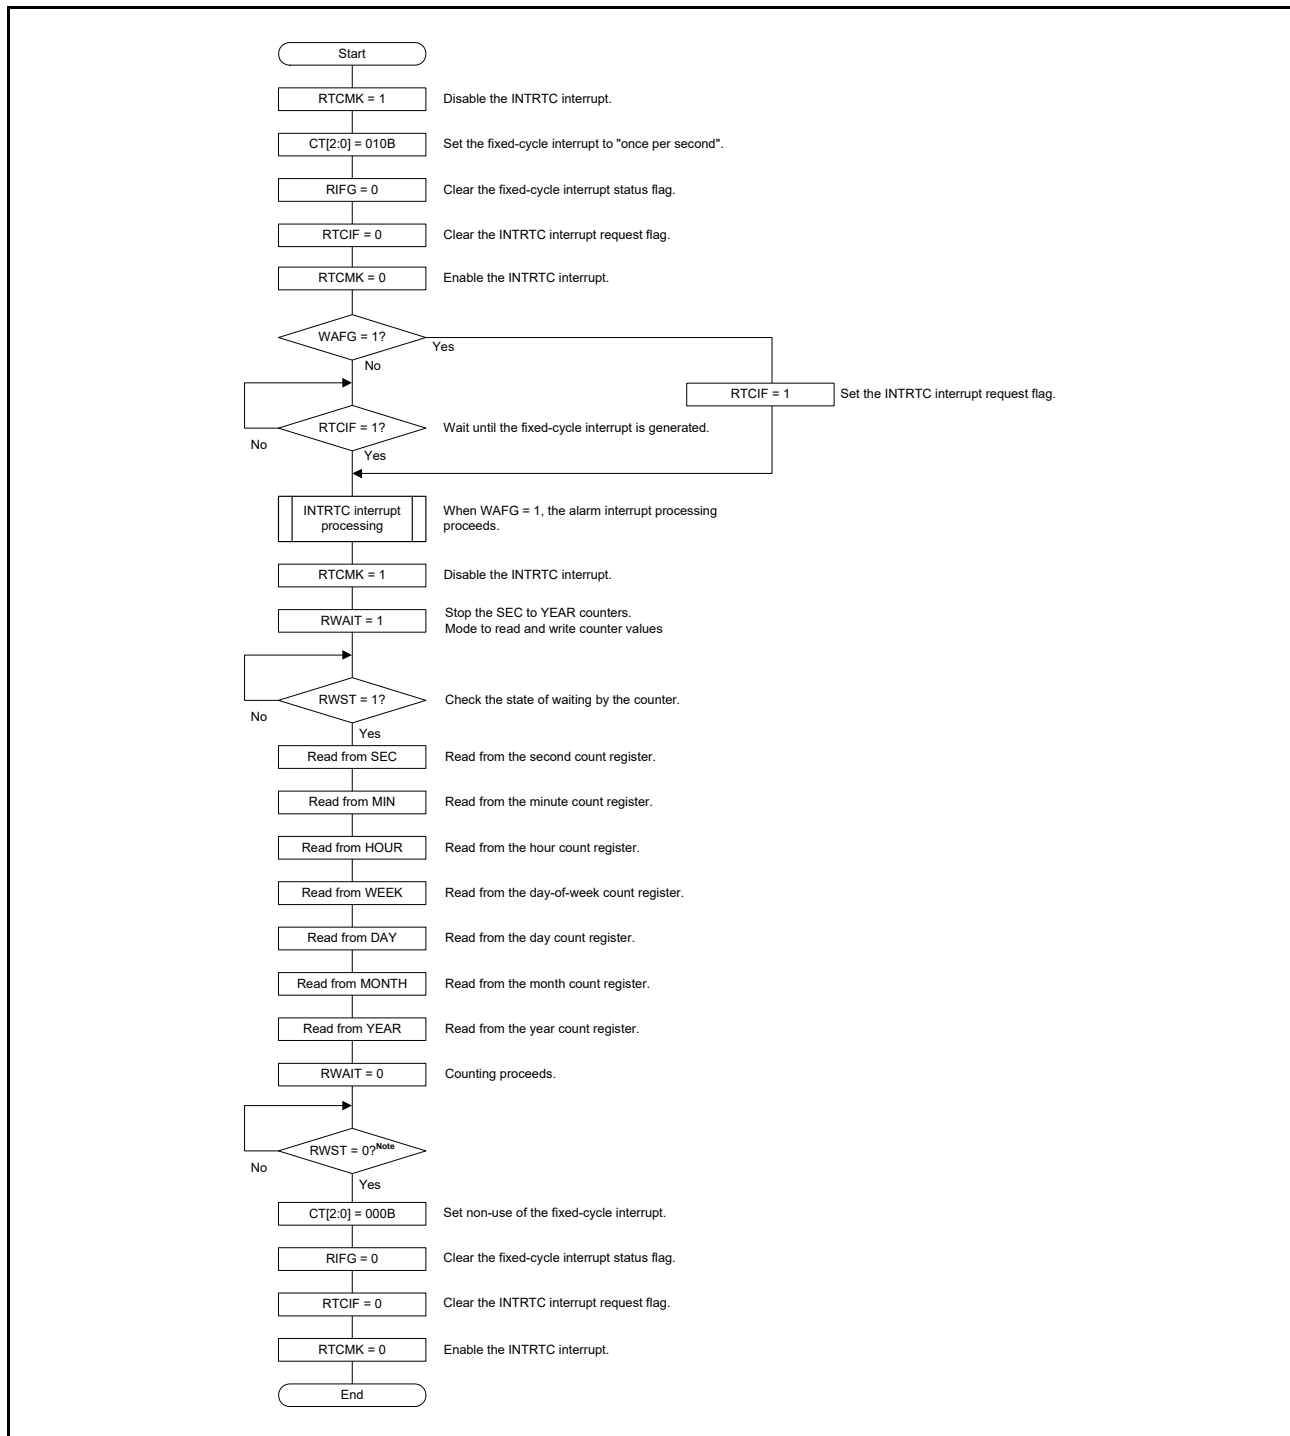 Start
RTCMK = 1
Disable the INTRTC interrupt.
CT[2:0] = 010B
Set the fixed-cycle interrupt to "once per second".
RIFG = 0
Clear the fixed-cycle interrupt status flag.
RTCIF = 0
Clear the INTRTC interrupt request flag.
RTCMK = 0
Enable the INTRTC interrupt.
WAFG = 1?
Yes
No
RTCIF = 1
Set the INTRTC interrupt request flag.
RTCIF = 1?
Wait until the fixed-cycle interrupt is generated.
No
Yes
INTRTC interrupt
processing
When WAFG = 1, the alarm interrupt processing
proceeds.
RTCMK = 1
Disable the INTRTC interrupt.
RWAIT = 1
Stop the SEC to YEAR counters.
Mode to read and write counter values
RWST = 1?
Check the state of waiting by the counter.
No
Yes
Read from SEC
Read from the second count register.
Read from MIN
Read from the minute count register.
Read from HOUR
Read from the hour count register.
Read from WEEK
Read from the day-of-week count register.
Read from DAY
Read from the day count register.
Read from MONTH
Read from the month count register.
Read from YEAR
Read from the year count register.
RWAIT = 0
Counting proceeds.
RWST = 0?Note
No
Yes
CT[2:0] = 000B
Set non-use of the fixed-cycle interrupt.
RIFG = 0
Clear the fixed-cycle interrupt status flag.
RTCIF = 0
Clear the INTRTC interrupt request flag.
RTCMK = 0
Enable the INTRTC interrupt.
End